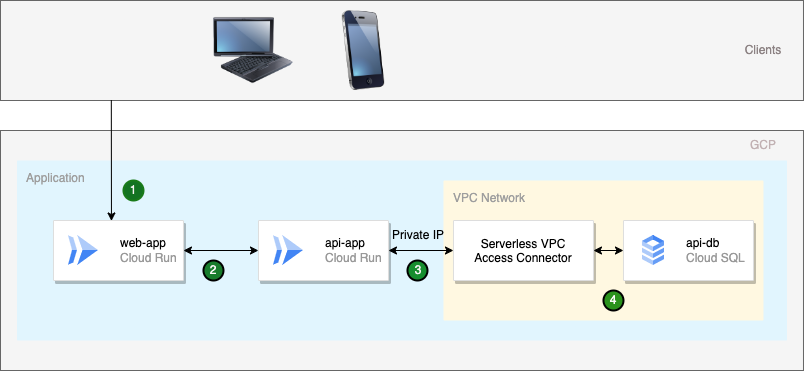 Clients
GCP
Application
1
VPC Network
web-app
Cloud Run
2
api-app
Cloud Run
Private IP
3
Serverless VPC
Access Connector
4
api-db
Cloud SQL